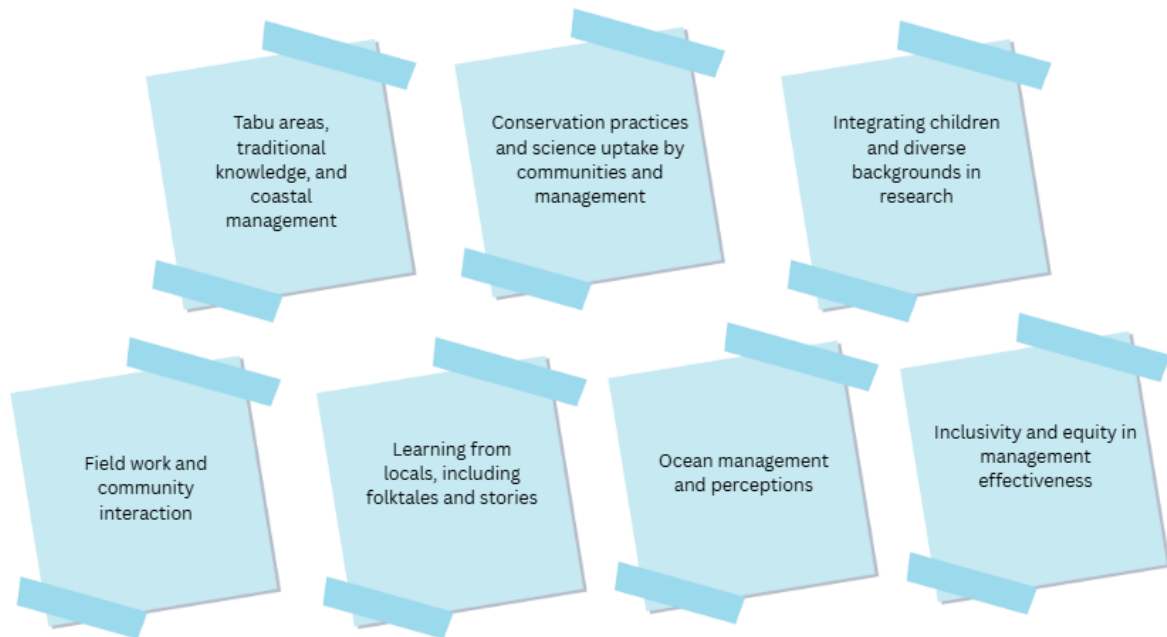 Tabu areas,
traditional
knowledge, and
coastal
management
Conservation practices
and science uptake by
communities and
management
Integrating children
and diverse
backgrounds in
research
Field work and
community
interaction
Learning from
locals, including
folktales and stories
Ocean management
and perceptions
Inclusivity and equity in
management
effectiveness